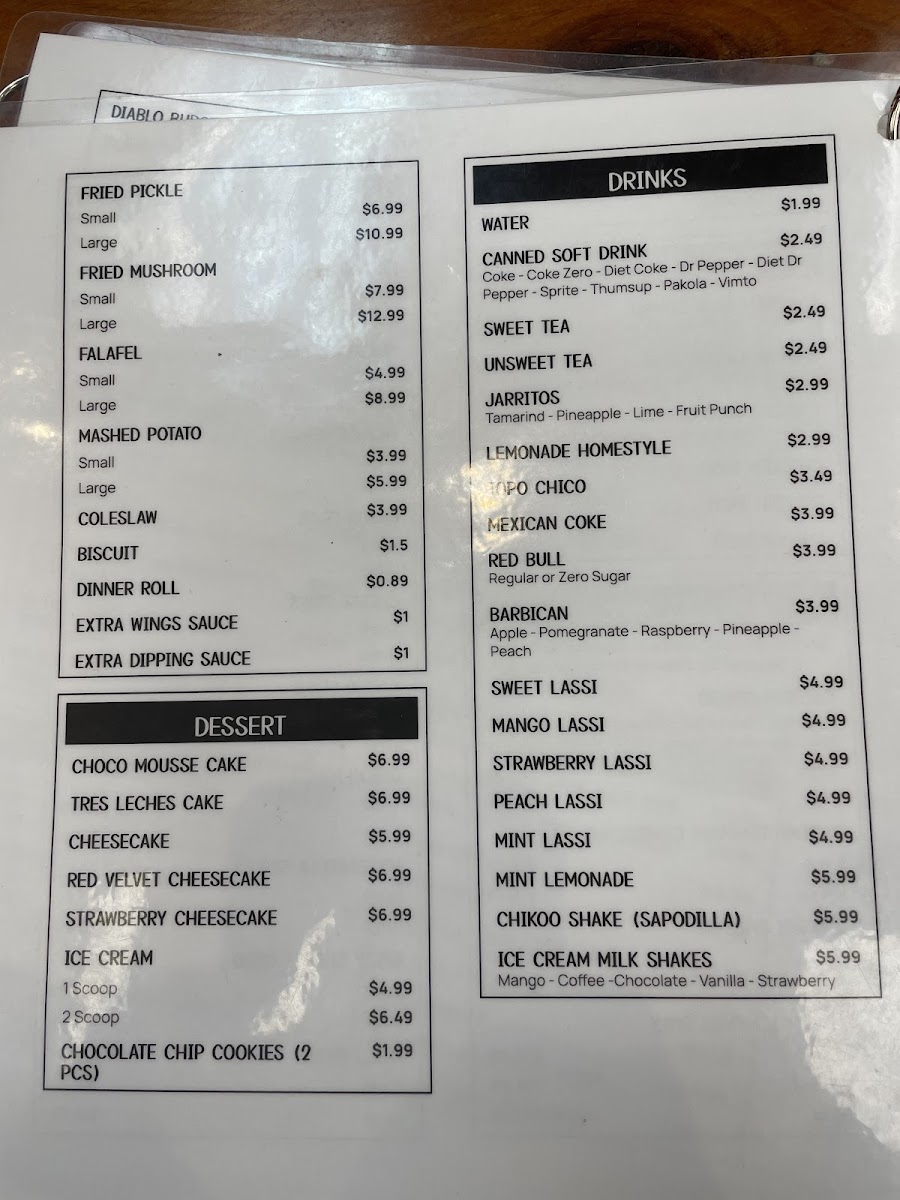 DIABLO
FRIED PICKLE
Small $6.99
Large $10.99
FRIED MUSHROOM
Small $7.99
Large $12.99
FALAFEL
Small $4.99
Large $8.99
MASHED POTATO
Small $3.99
Large $5.99
COLESLAW $3.99
BISCUIT $1.5
DINNER ROLL $0.89
EXTRA WINGS SAUCE $1
EXTRA DIPPING SAUCE $1
DESSERT
CHOCO MOUSSE CAKE $6.99
TRES LECHES CAKE $6.99
CHEESECAKE $5.99
RED VELVET CHEESECAKE $6.99
STRAWBERRY CHEESECAKE $6.99
ICE CREAM
1 Scoop $4.99
2 Scoop $6.49
CHOCOLATE CHIP COOKIES (2 $1.99
PCS)
DRINKS
WATER $1.99
CANNED SOFT DRINK $2.49
Coke - Coke Zero - Diet Coke - Dr Pepper - Diet Dr
Pepper - Sprite - Thumsup - Pakola - Vimto
SWEET TEA $2.49
UNSWEET TEA $2.49
JARRITOS $2.99
Tamarind - Pineapple - Lime - Fruit Punch
LEMONADE HOMESTYLE $2.99
TOPO CHICO $3.49
MEXICAN COKE $3.99
RED BULL $3.99
Regular or Zero Sugar
BARBICAN $3.99
Apple - Pomegranate - Raspberry - Pineapple -
Peach
SWEET LASSI $4.99
MANGO LASSI $4.99
STRAWBERRY LASSI $4.99
PEACH LASSI $4.99
MINT LASSI $4.99
MINT LEMONADE $5.99
CHIKOO SHAKE (SAPODILLA) $5.99
ICE CREAM MILK SHAKES $5.99
Mango - Coffee -Chocolate - Vanilla - Strawberry